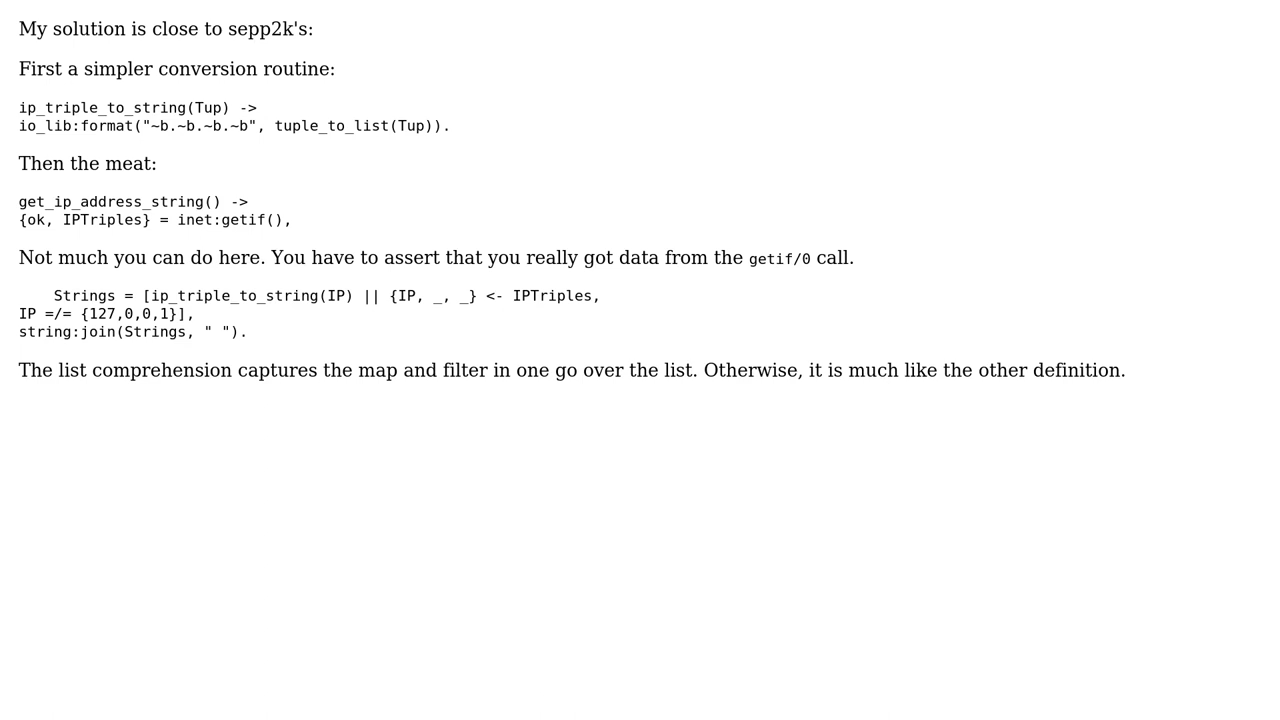 My solution is close to sepp2k's:
First a simpler conversion routine:
ip_triple_to_string(Tup) ->
io_lib:format("~b.~b.~b.~b", tuple_to_list(Tup)).
Then the meat:
get_ip_address_string() ->
{ok, IPTriples} = inet:getif(),
Not much you can do here. You have to assert that you really got data from the getif/0 call.
    Strings = [ip_triple_to_string(IP) || {IP, _, _} <- IPTriples,
IP =/= {127,0,0,1}],
string:join(Strings, " ").
The list comprehension captures the map and filter in one go over the list. Otherwise, it is much like the other definition.